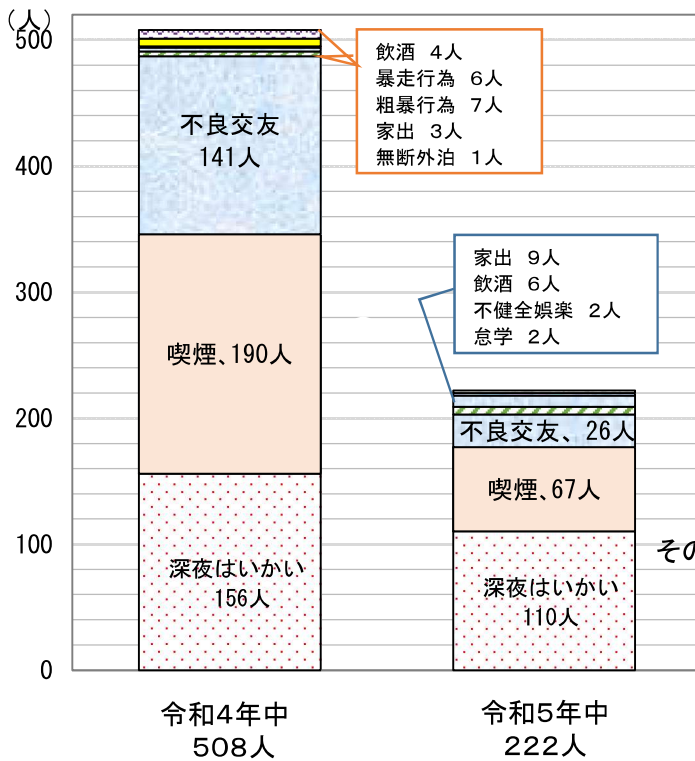 (人)
500
400
300
200
100
0
飲酒 4人
暴走行為 6人
粗暴行為 7人
家出 3人
無断外泊 1人
不良交友
141人
喫煙、190人
深夜はいかい
156人
家出 9人
飲酒 6人
不健全娯楽 2人
怠学 2人
不良交友、26人
喫煙、67人
深夜はいかい
110人
その
令和4年中
508人
令和5年中
222人